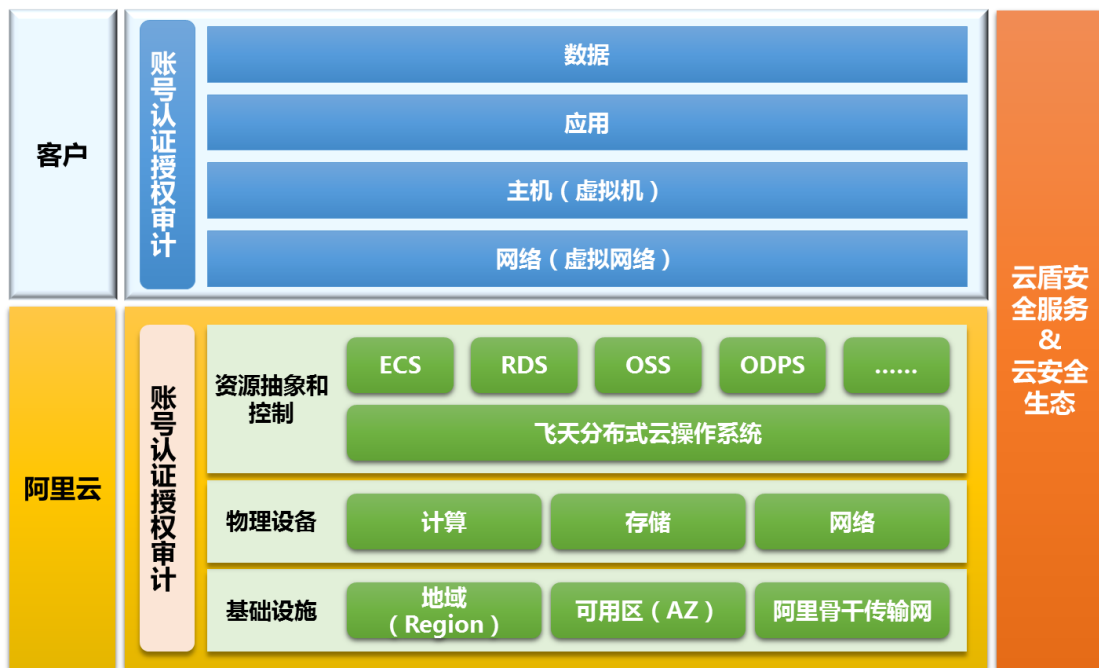 客户
账号认证授权审计
数据
应用
主机（虚拟机）
网络（虚拟网络）
阿里云
账号认证授权审计
资源抽象和
控制
ECS
RDS
OSS
ODPS
......
飞天分布式云操作系统
物理设备
计算
存储
网络
基础设施
地域
（Region）
可用区（AZ）
阿里骨干传输网
云盾安
全服务
&
云安全
生态